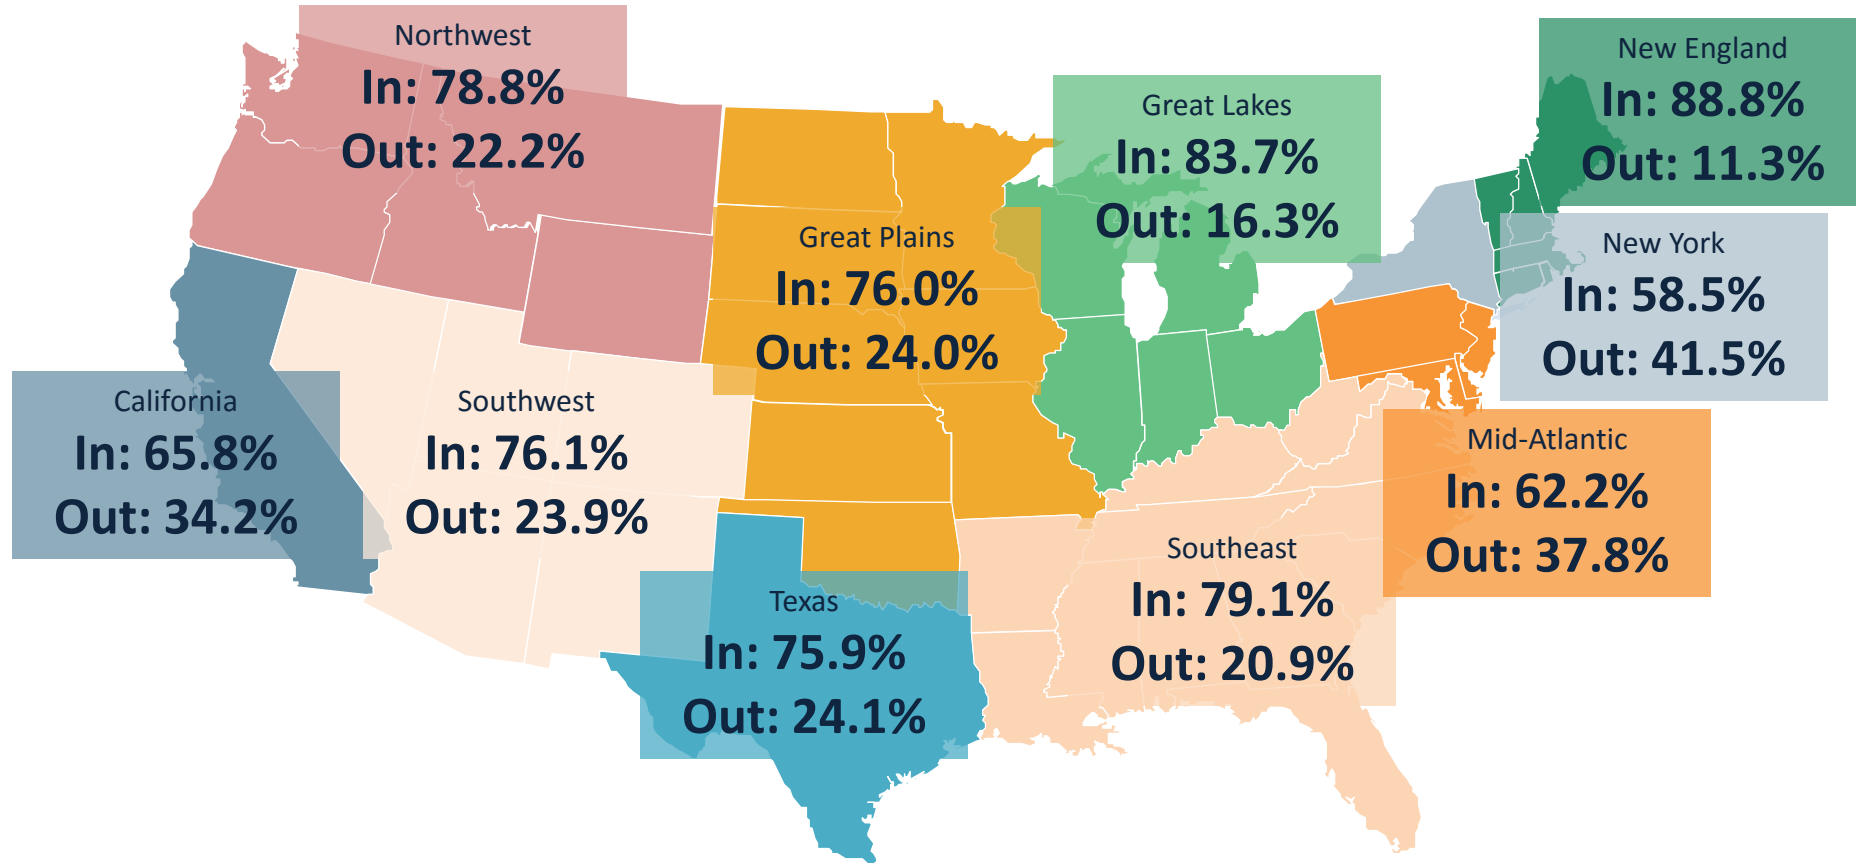 Northwest
In: 78.8%
Out: 22.2%
New England
In: 88.8%
Out: 11.3%
Great Lakes
In: 83.7%
Out: 16.3%
Great Plains
In: 76.0%
Out: 24.0%
New York
In: 58.5%
Out: 41.5%
California
In: 65.8%
Out: 34.2%
Southwest
In: 76.1%
Out: 23.9%
Mid-Atlantic
In: 62.2%
Out: 37.8%
Southeast
In: 79.1%
Out: 20.9%
Texas
In: 75.9%
Out: 24.1%